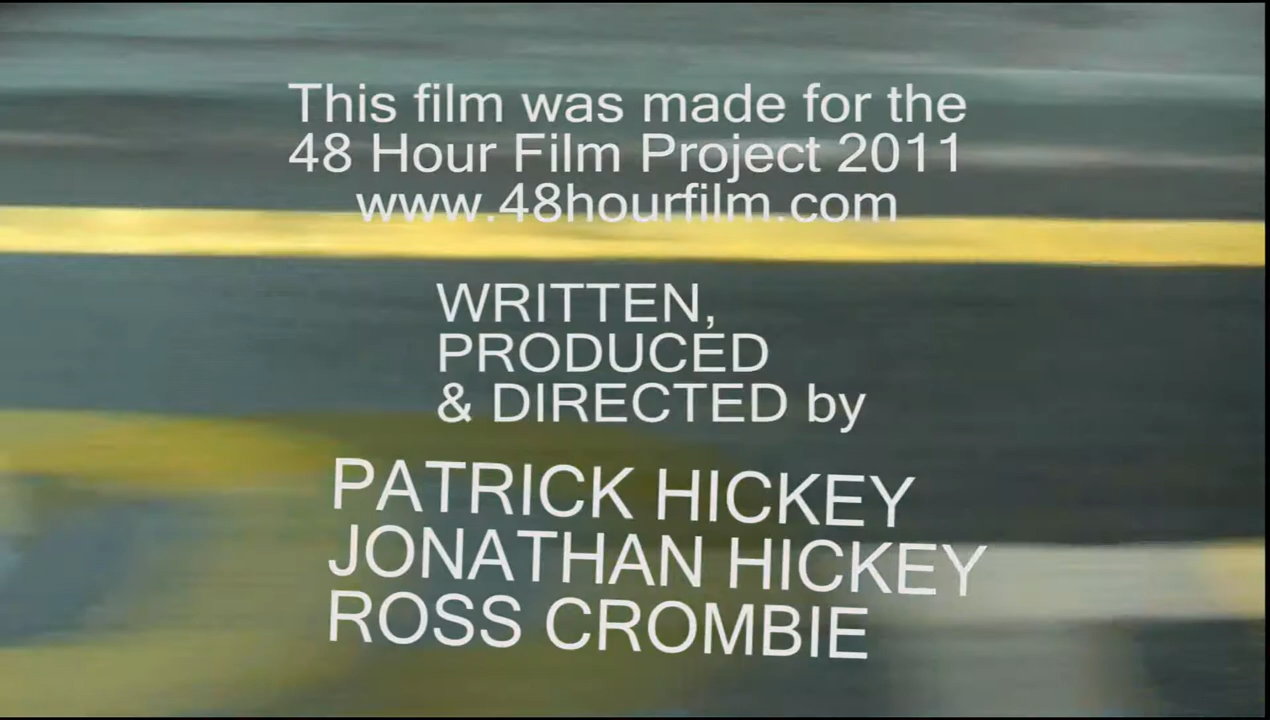 This film was made for the
48 Hour Film Project 2011
www.48hourfilm.com
WRITTEN,
PRODUCED
& DIRECTED by
PATRICK HICKEY
JONATHAN HICKEY
ROSS CROMBIE